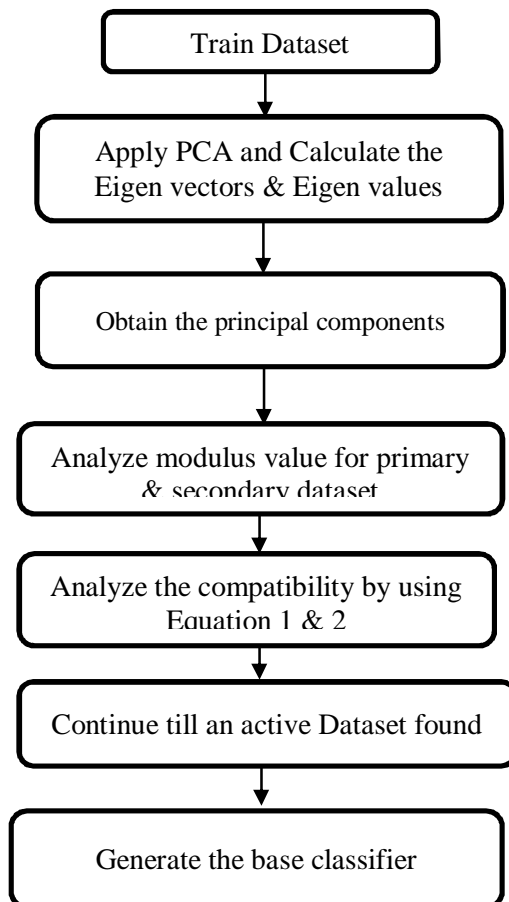 Train Dataset
Apply PCA and Calculate the
Eigen vectors & Eigen values
Obtain the principal components
Analyze modulus value for primary
& secondary dataset
Analyze the compatibility by using
Equation 1 & 2
Continue till an active Dataset found
Generate the base classifier